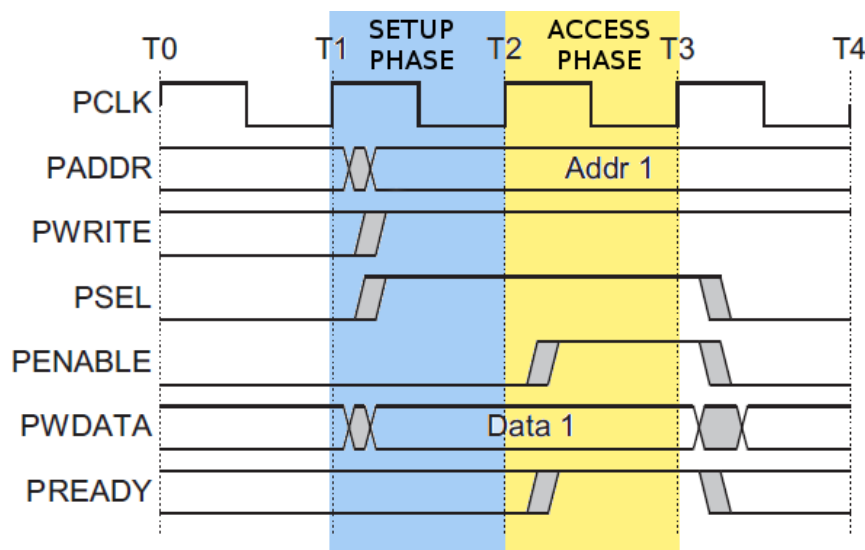 SETUP PHASE
ACCESS PHASE
T0 T1 T2 T3 T4
PCLK
PADDR Addr 1
PWRITE
PSEL
PENABLE
PWDATA Data 1
PREADY